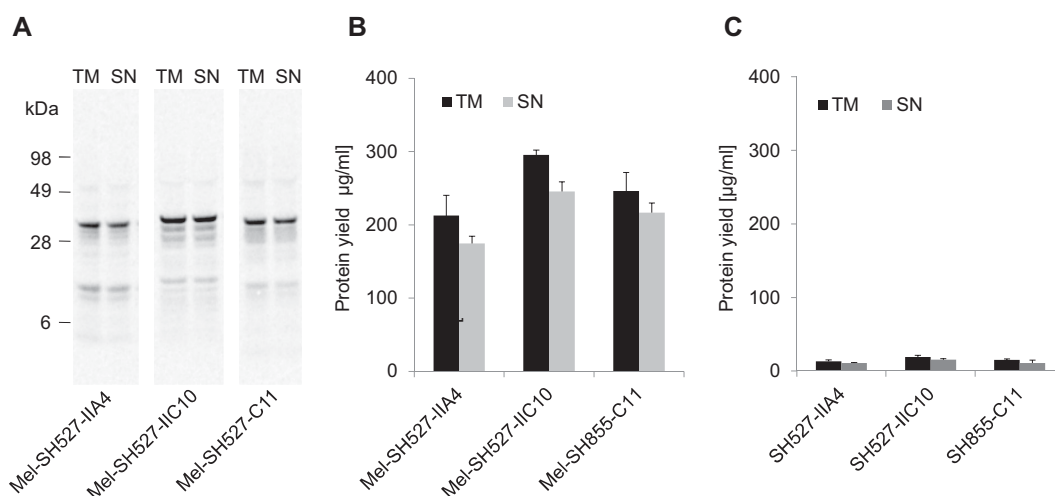 A
TM SN TM SN TM SN
kDa
98
49
28
6
Mel-SH527-IIA4
Mel-SH527-IIC10
Mel-SH527-C11
B
400
300
200
100
0
Protein yield µg/ml]
TM SN
Mel-SH527-IIA4
Mel-SH527-IIC10
Mel-SH855-C11
C
400
300
200
100
0
Protein yield [µg/ml]
TM SN
SH527-IIA4
SH527-IIC10
SH855-C11